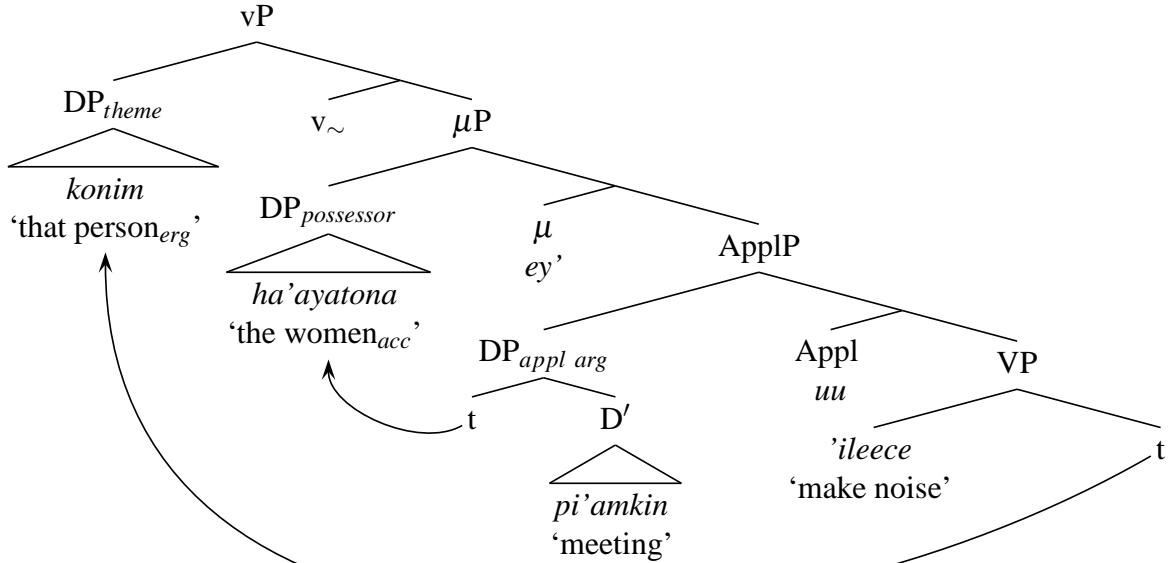 vP
DP_theme
v_~
μP
konim
‘that person_erg’
DP_possessor
μ
ey’
ApplP
ha’ayatona
‘the women_acc’
DP_appl arg
Appl
uu
VP
t
D′
’ileece
‘make noise’
t
pi’amkin
‘meeting’